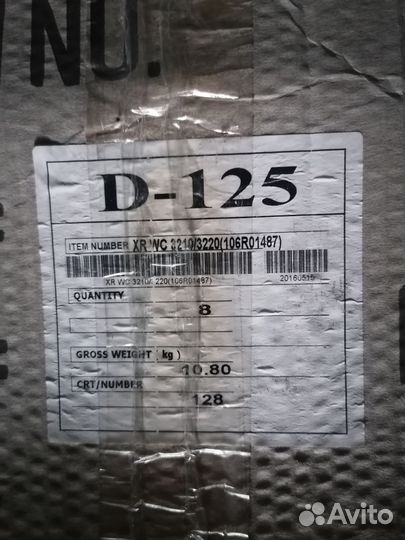 NO.
D-125
ITEM NUMBER XR WC 3210/3220(106R01487)
XR WC 3210/ 220(106R01487) 20160515
QUANTITY
8
GROSS WEIGHT( kg )
10.80
CRT/NUMBER
128
Avito